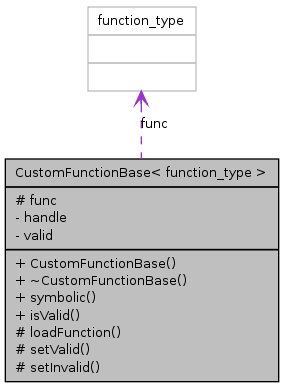 function_type
func
CustomFunctionBase< function_type >
# func
- handle
- valid
+ CustomFunctionBase()
+ ~CustomFunctionBase()
+ symbolic()
+ isValid()
# loadFunction()
# setValid()
# setInvalid()